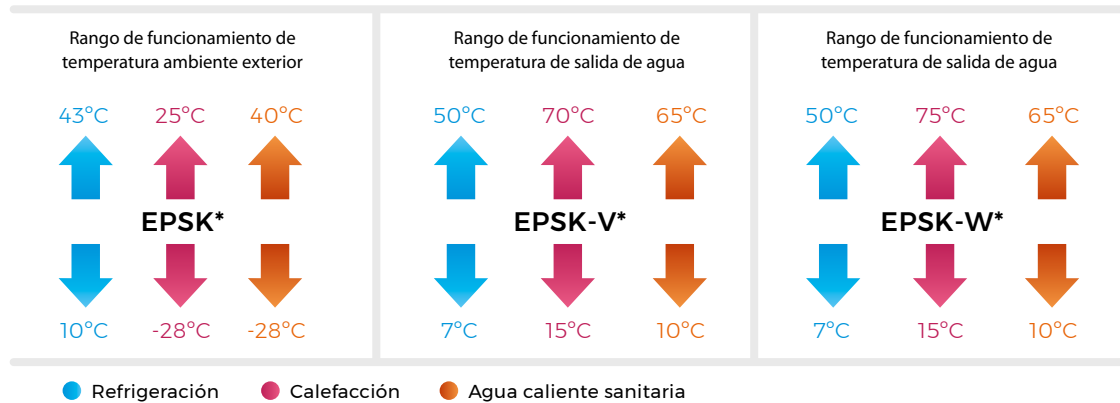 Rango de funcionamiento de
temperatura ambiente exterior
43°C 25°C 40°C
EPSK*
10°C -28°C -28°C
Rango de funcionamiento de
temperatura de salida de agua
50°C 70°C 65°C
EPSK-V*
7°C 15°C 10°C
Rango de funcionamiento de
temperatura de salida de agua
50°C 75°C 65°C
EPSK-W*
7°C 15°C 10°C
Refrigeración Calefacción Agua caliente sanitaria